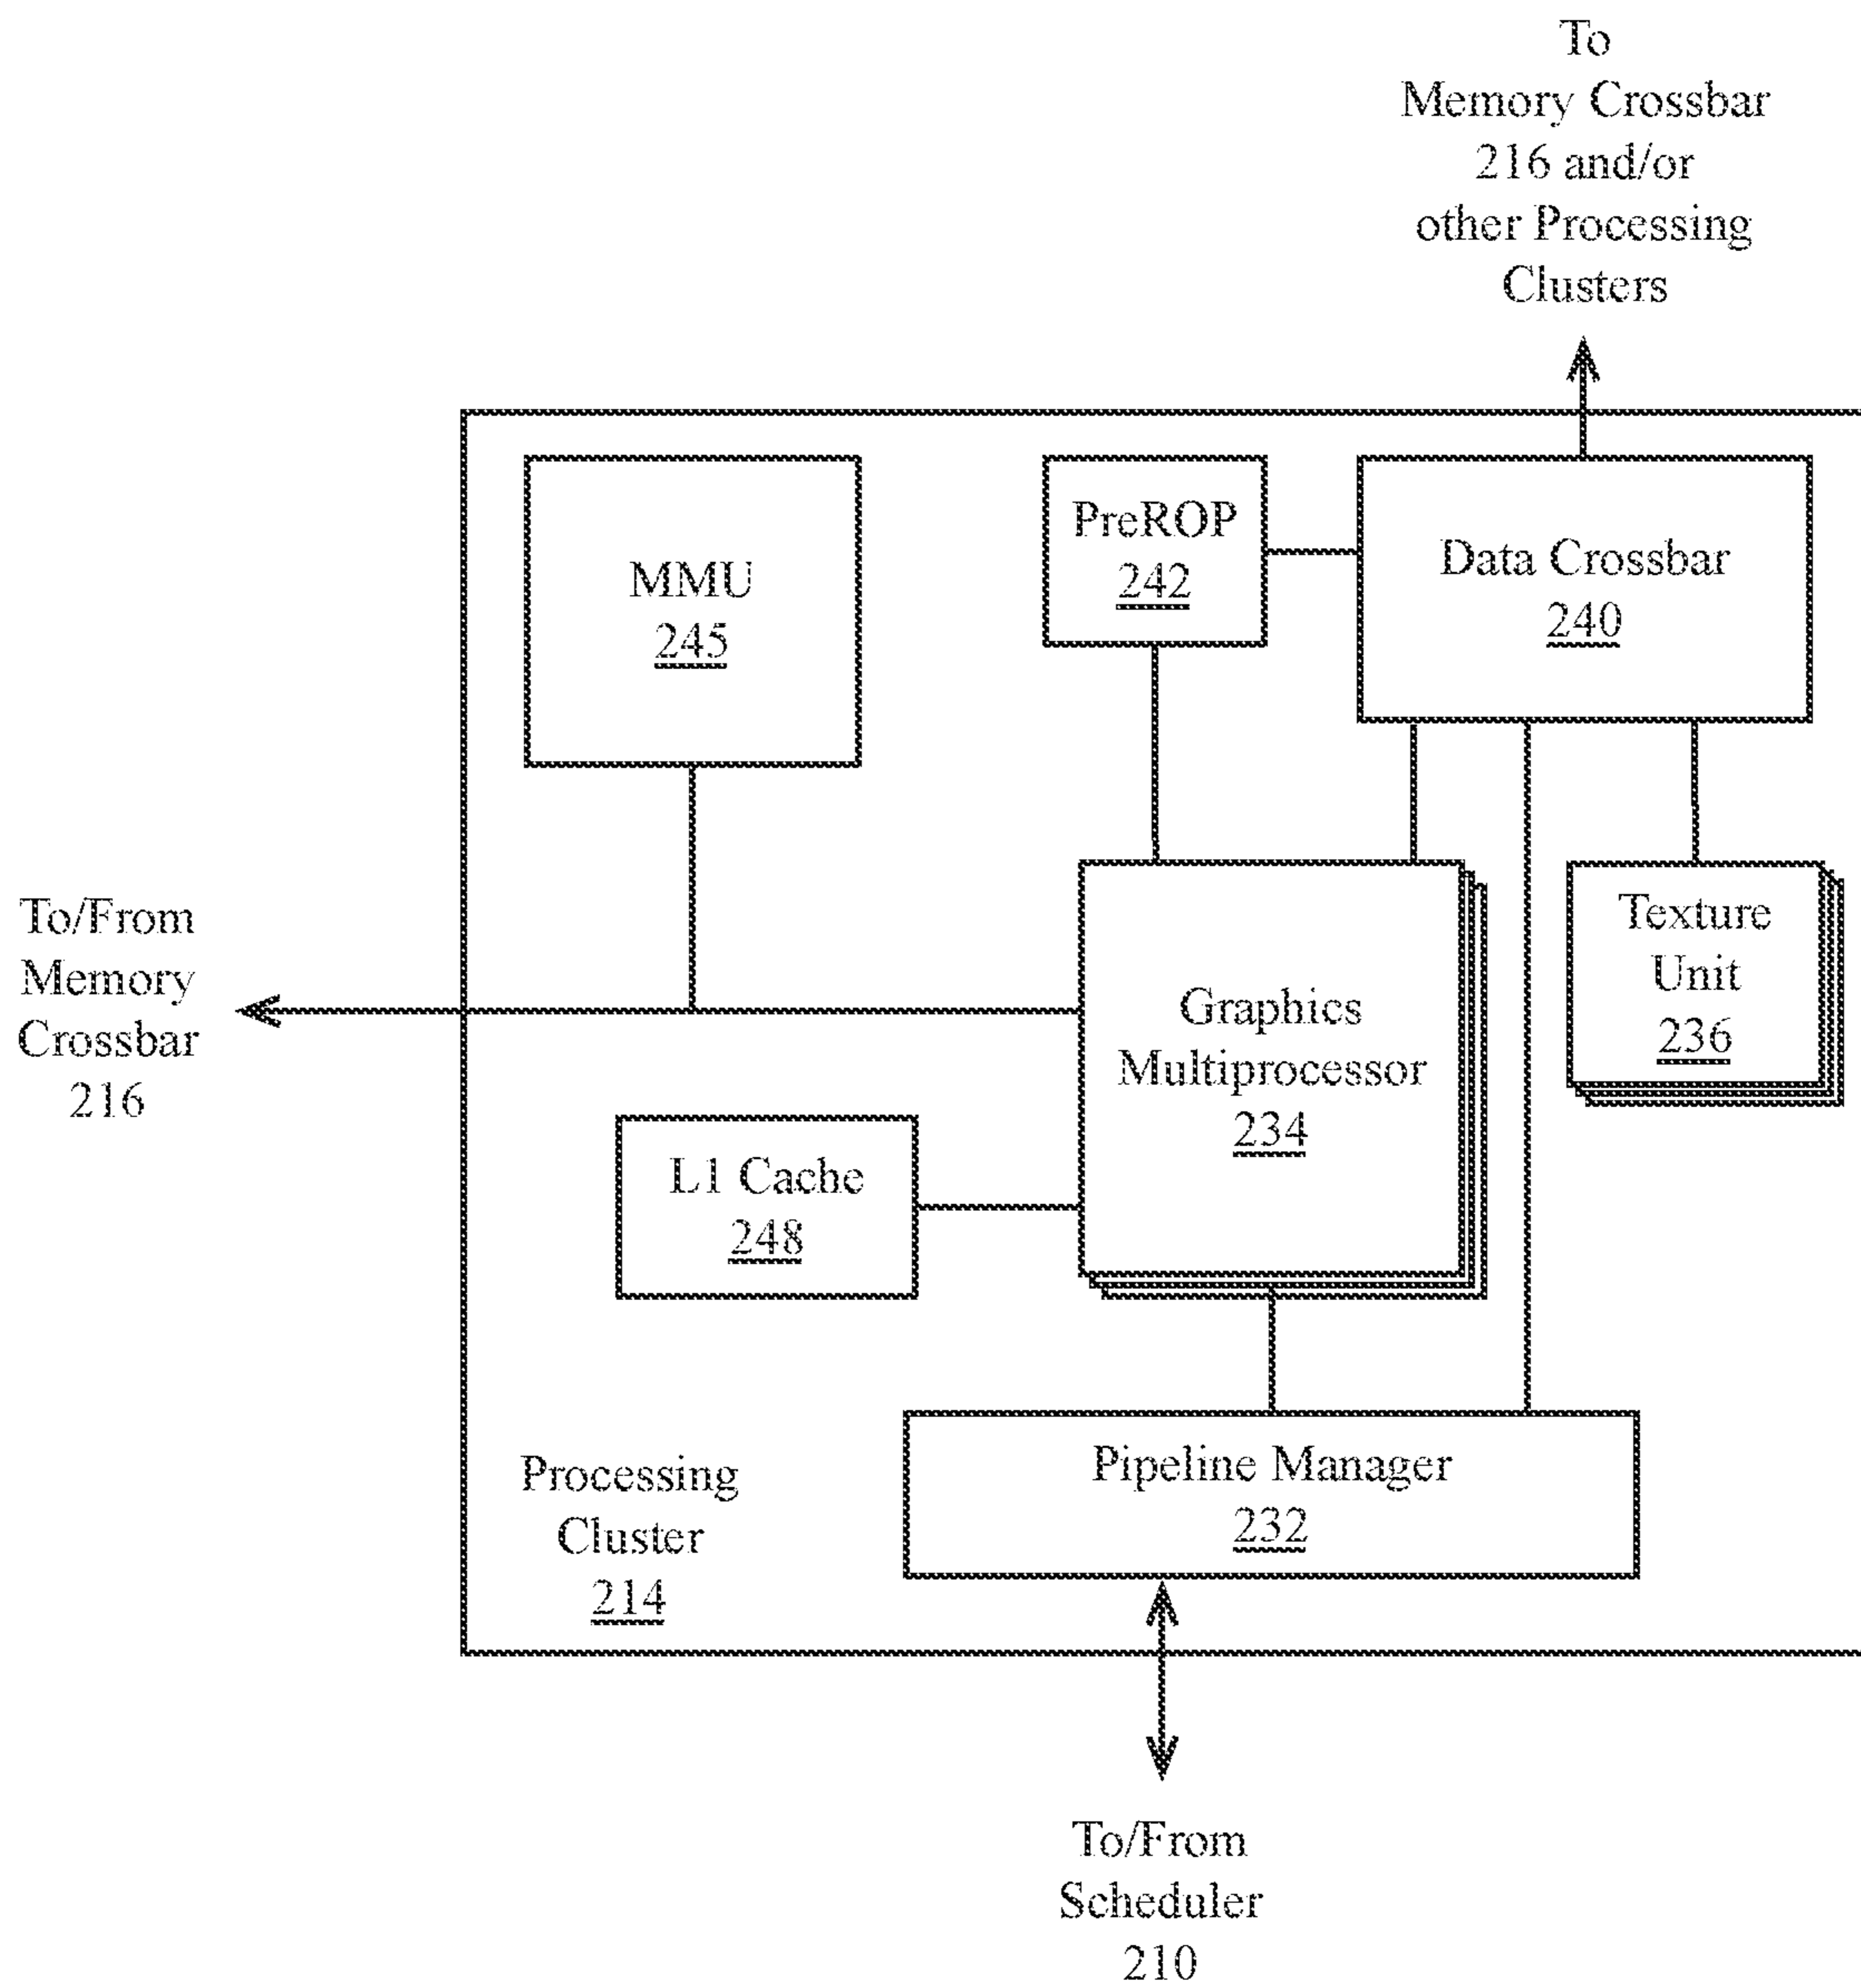 To
Memory Crossbar
216 and/or
other Processing
Clusters
MMU
245
PreROP
242
Data Crossbar
240
To/From
Memory
Crossbar
216
Graphics
Multiprocessor
234
Texture
Unit
236
L1 Cache
248
Processing
Cluster
214
Pipeline Manager
232
To/From
Scheduler
210